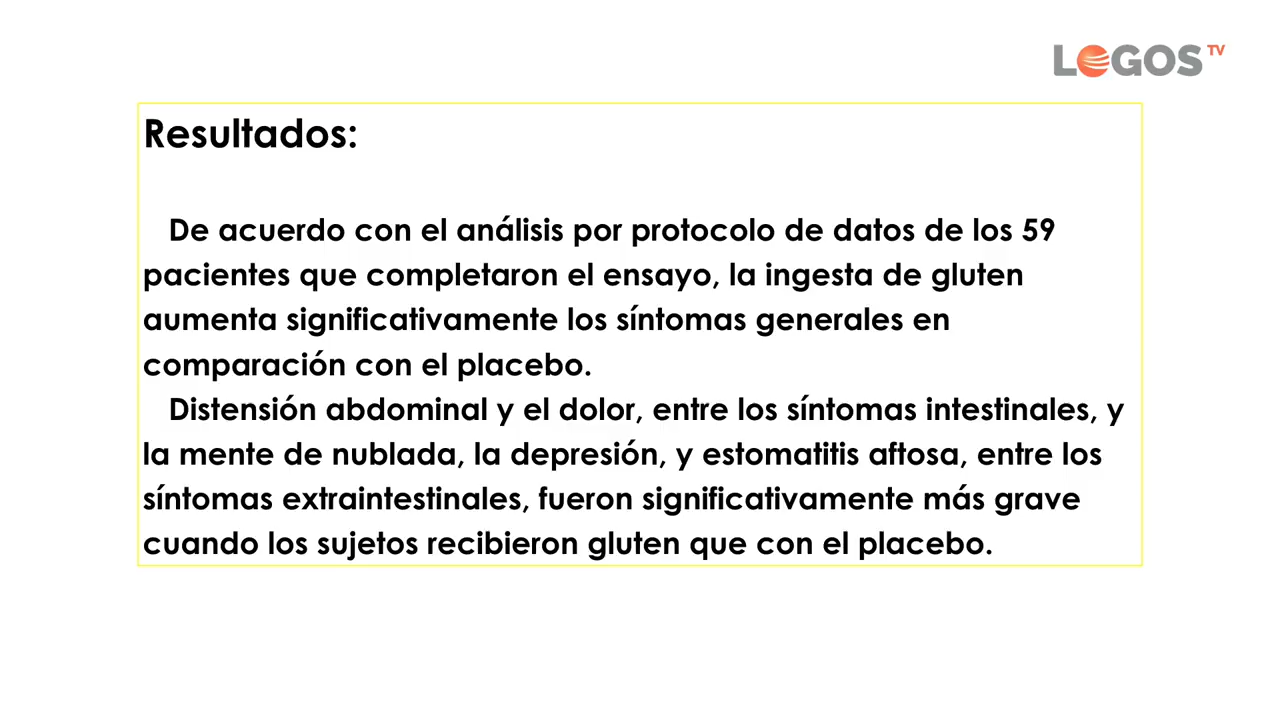 LOGOS TV
Resultados:
De acuerdo con el análisis por protocolo de datos de los 59
pacientes que completaron el ensayo, la ingesta de gluten
aumenta significativamente los síntomas generales en
comparación con el placebo.
Distensión abdominal y el dolor, entre los síntomas intestinales, y
la mente de nublada, la depresión, y estomatitis aftosa, entre los
síntomas extraintestinales, fueron significativamente más grave
cuando los sujetos recibieron gluten que con el placebo.